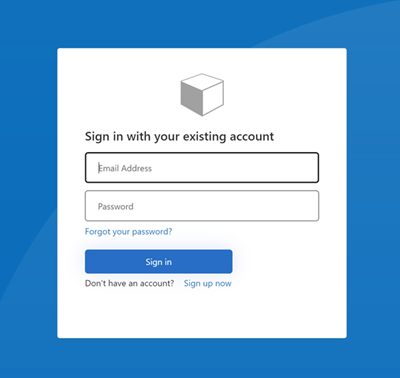 Sign in with your existing account
Email Address
Password
Forgot your password?
Sign in
Don't have an account? Sign up now